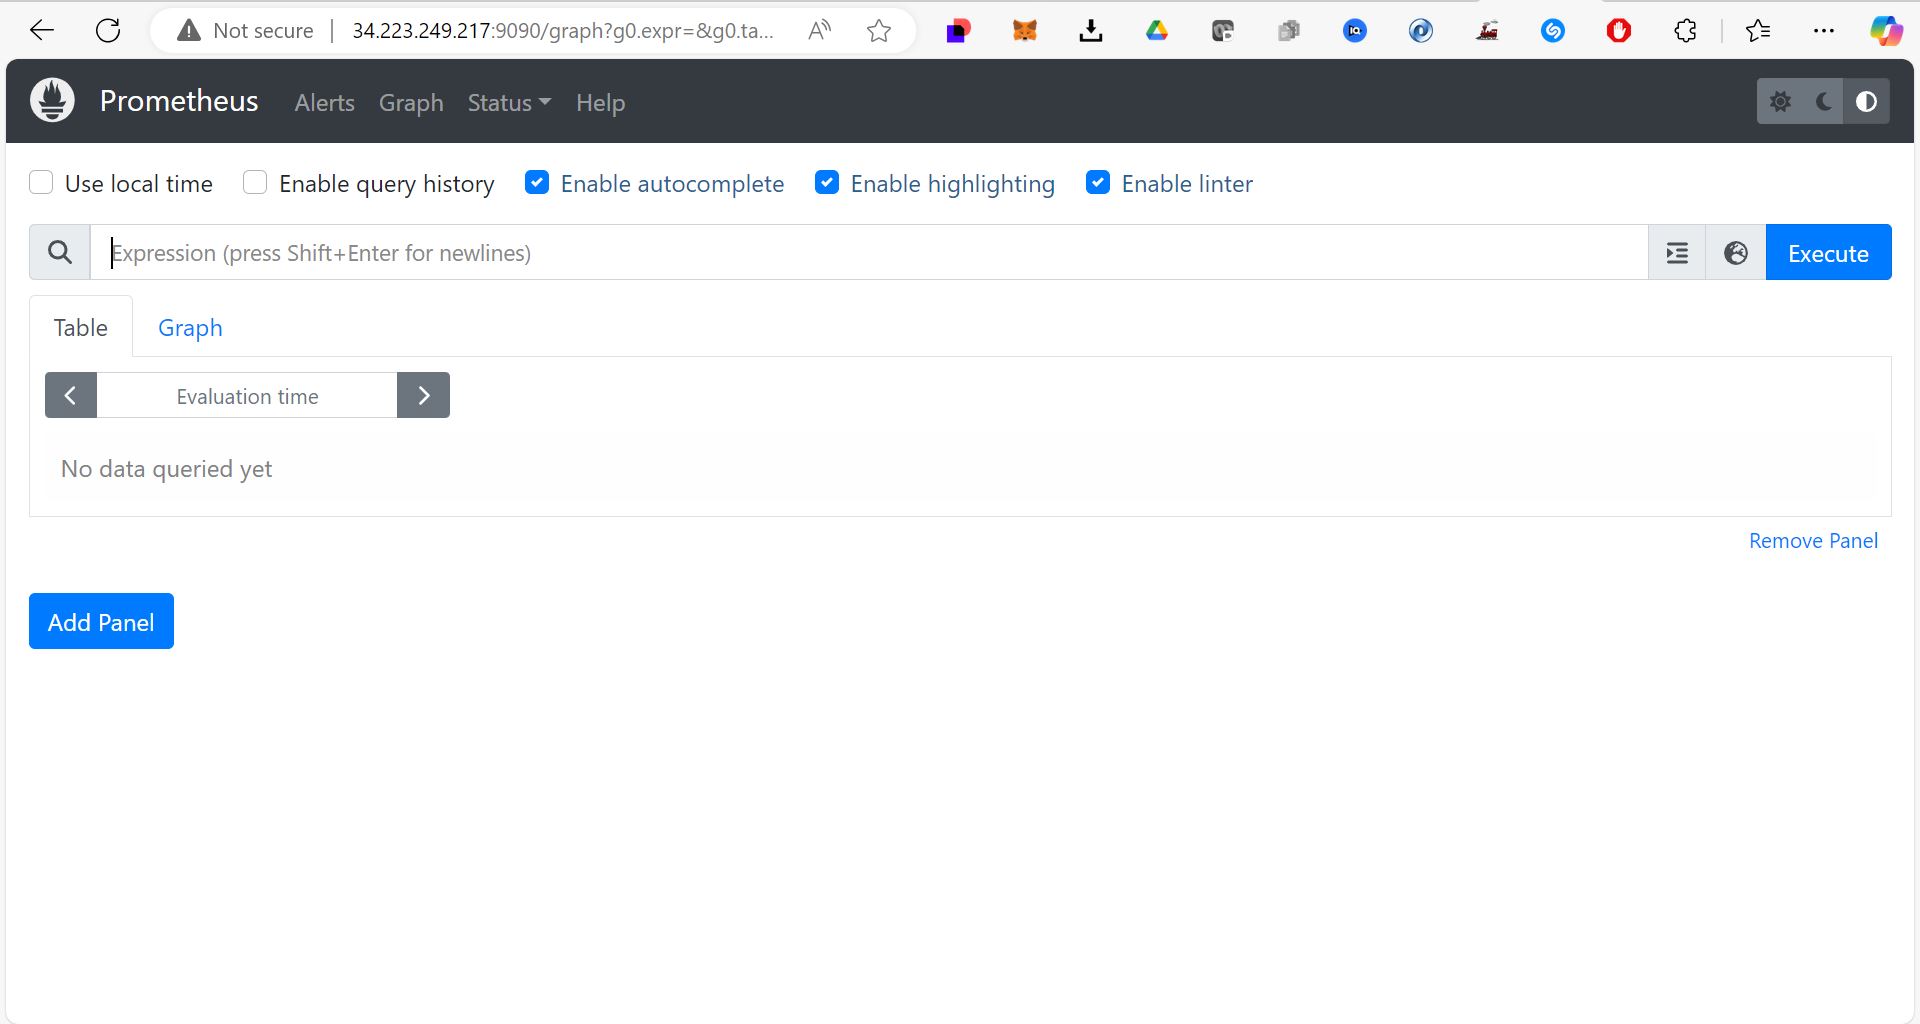 Not secure 34.223.249.217:9090/graph?g0.expr=&g0.ta...
Prometheus Alerts Graph Status Help
Use local time Enable query history Enable autocomplete Enable highlighting Enable linter
Expression (press Shift+Enter for newlines) Execute
Table Graph
Evaluation time
No data queried yet
Remove Panel
Add Panel